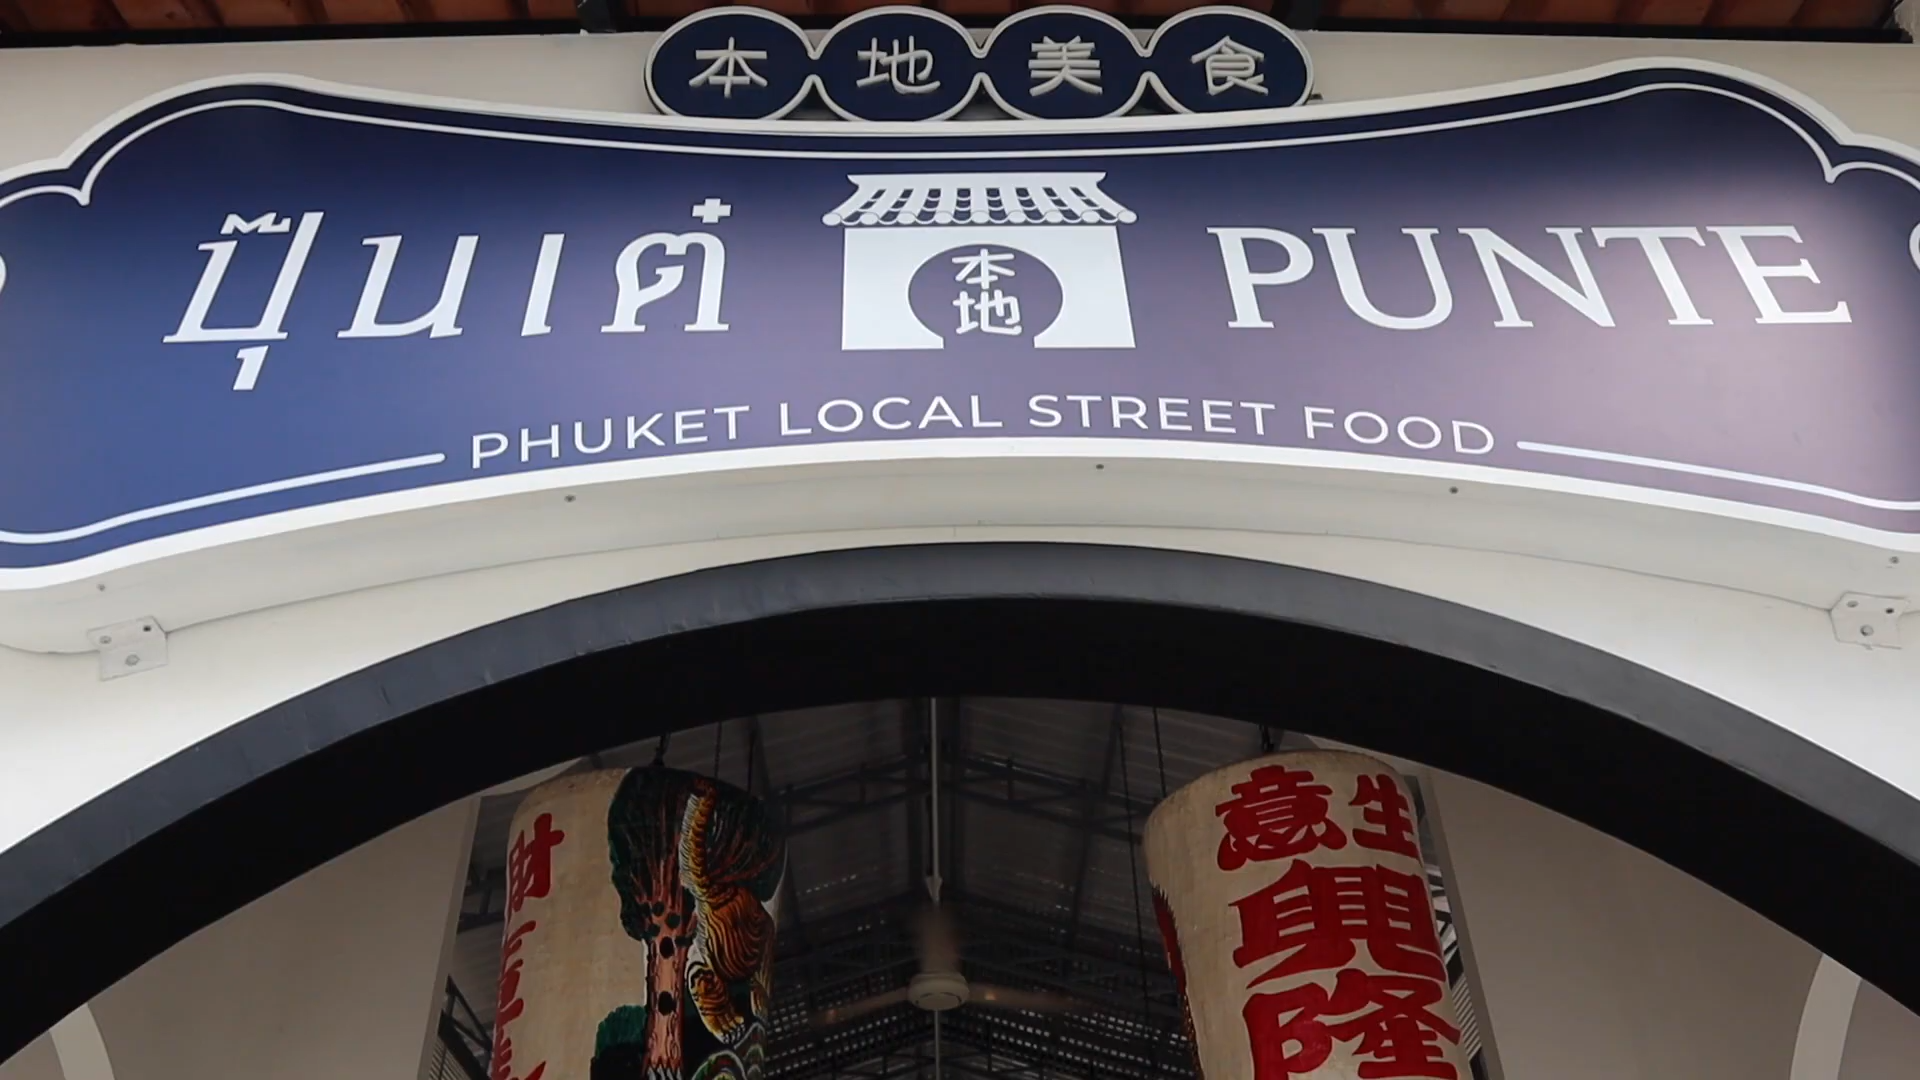 本地美食
ปุ๊นเต๋
本地
PUNTE
PHUKET LOCAL STREET FOOD
財
生
意
興
隆